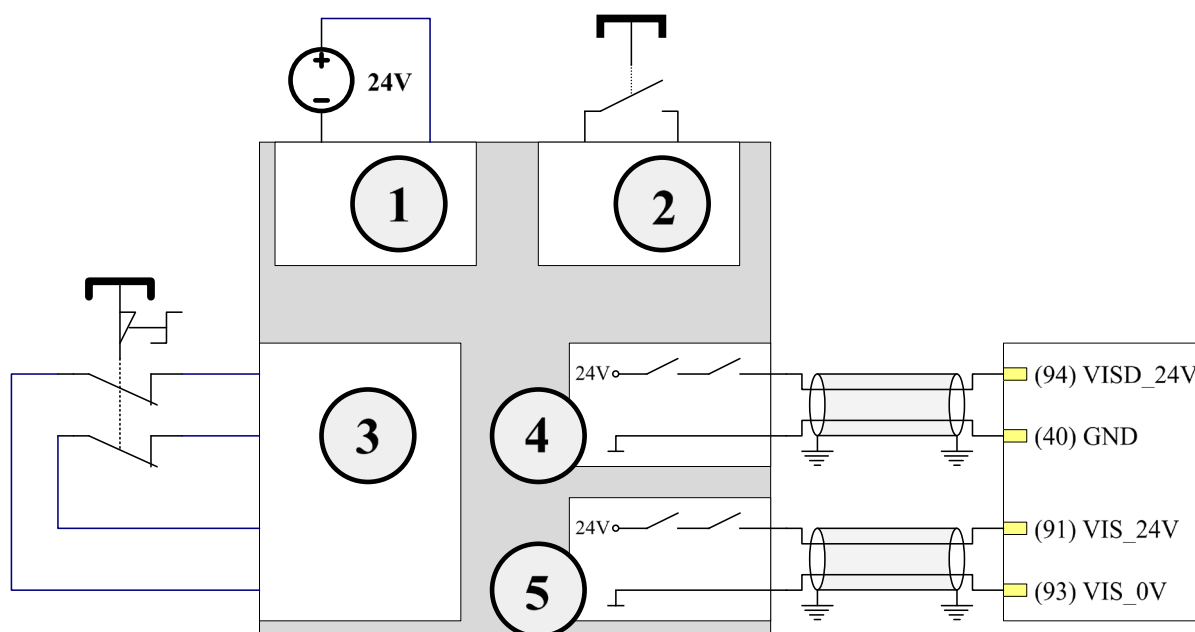 24V
1
2
3
4
5
24V
24V
(94) VISD_24V
(40) GND
(91) VIS_24V
(93) VIS_0V